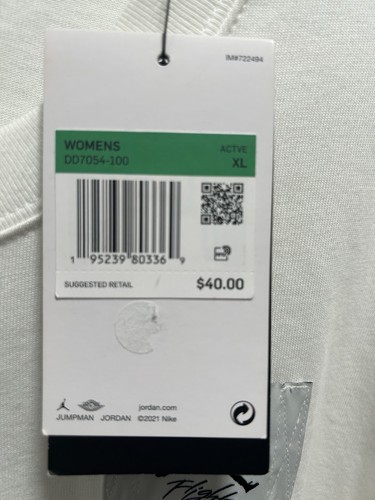 IM#722494
WOMENS ACTVE
DD7054-100 XL
1 95239 80336 9
SUGGESTED RETAIL $40.00
jordan.com
JUMPMAN JORDAN ©2021 Nike
Flight